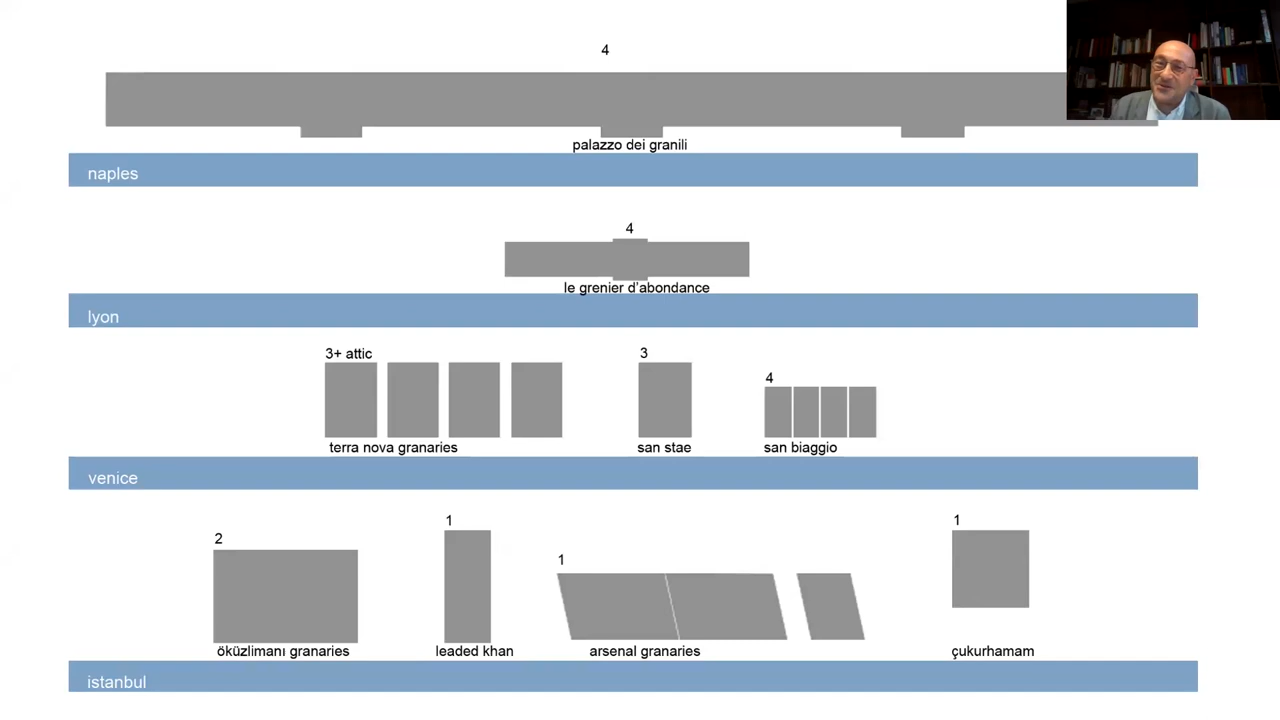 4
palazzo dei granili
naples
4
le grenier d'abondance
lyon
3+ attic
3
4
terra nova granaries
san stae
san biaggio
venice
2
1
1
1
öküzlimanı granaries
leaded khan
arsenal granaries
çukurhamam
istanbul